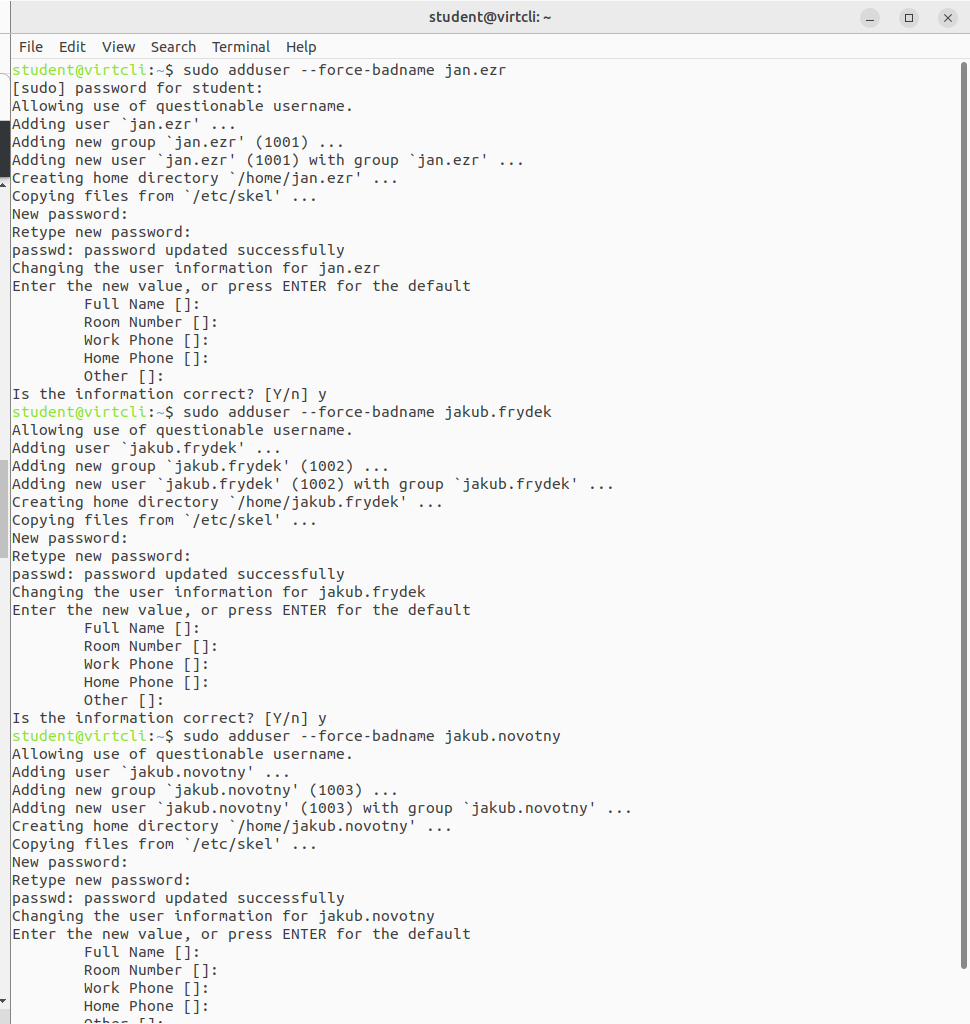 student@virtcli: ~
File Edit View Search Terminal Help
student@virtcli:~$ sudo adduser --force-badname jan.ezr
[sudo] password for student:
Allowing use of questionable username.
Adding user `jan.ezr' ...
Adding new group `jan.ezr' (1001) ...
Adding new user `jan.ezr' (1001) with group `jan.ezr' ...
Creating home directory `/home/jan.ezr' ...
Copying files from `/etc/skel' ...
New password:
Retype new password:
passwd: password updated successfully
Changing the user information for jan.ezr
Enter the new value, or press ENTER for the default
        Full Name []:
        Room Number []:
        Work Phone []:
        Home Phone []:
        Other []:
Is the information correct? [Y/n] y
student@virtcli:~$ sudo adduser --force-badname jakub.frydek
Allowing use of questionable username.
Adding user `jakub.frydek' ...
Adding new group `jakub.frydek' (1002) ...
Adding new user `jakub.frydek' (1002) with group `jakub.frydek' ...
Creating home directory `/home/jakub.frydek' ...
Copying files from `/etc/skel' ...
New password:
Retype new password:
passwd: password updated successfully
Changing the user information for jakub.frydek
Enter the new value, or press ENTER for the default
        Full Name []:
        Room Number []:
        Work Phone []:
        Home Phone []:
        Other []:
Is the information correct? [Y/n] y
student@virtcli:~$ sudo adduser --force-badname jakub.novotny
Allowing use of questionable username.
Adding user `jakub.novotny' ...
Adding new group `jakub.novotny' (1003) ...
Adding new user `jakub.novotny' (1003) with group `jakub.novotny' ...
Creating home directory `/home/jakub.novotny' ...
Copying files from `/etc/skel' ...
New password:
Retype new password:
passwd: password updated successfully
Changing the user information for jakub.novotny
Enter the new value, or press ENTER for the default
        Full Name []:
        Room Number []:
        Work Phone []:
        Home Phone []:
        Other []: